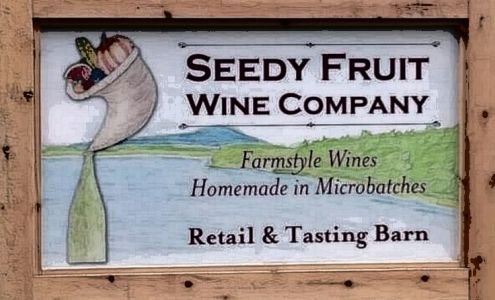 SEEDY FRUIT
WINE COMPANY
Farmstyle Wines
Homemade in Microbatches
Retail & Tasting Barn